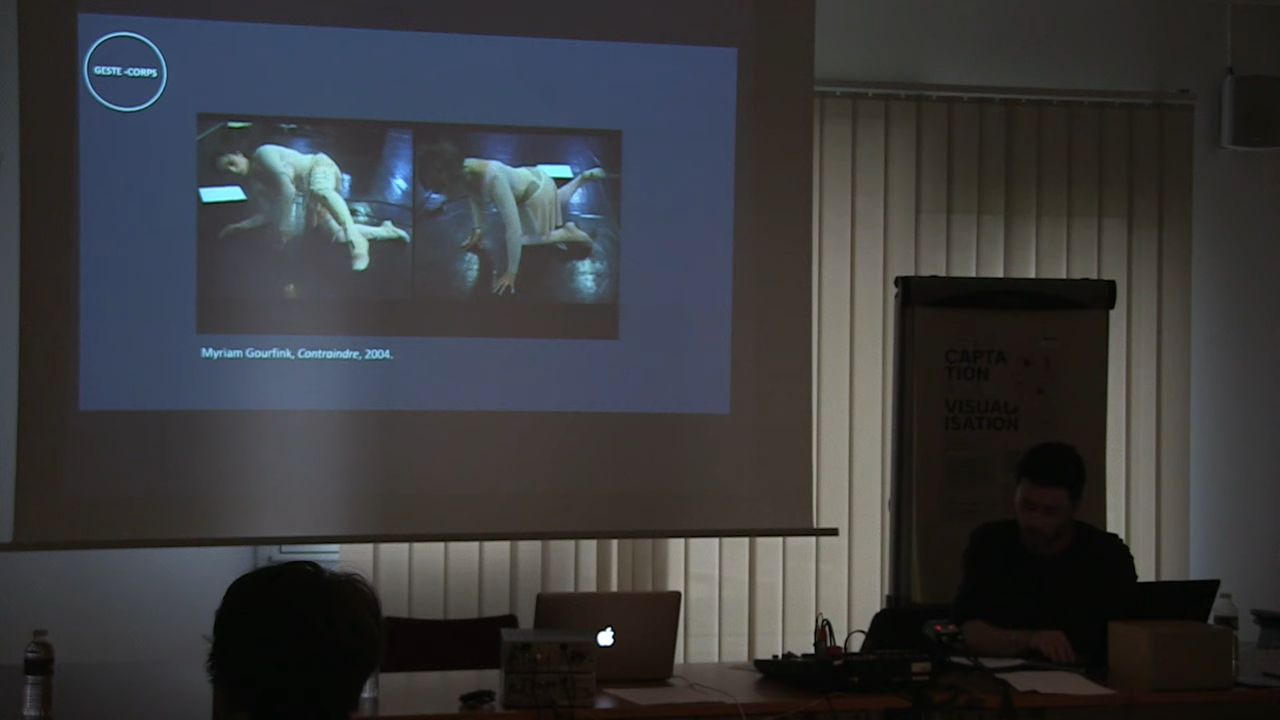 GESTE -CORPS
Myriam Gourfink, Contraindre, 2004.
CAPTA
TION
VISUAL
ISATION